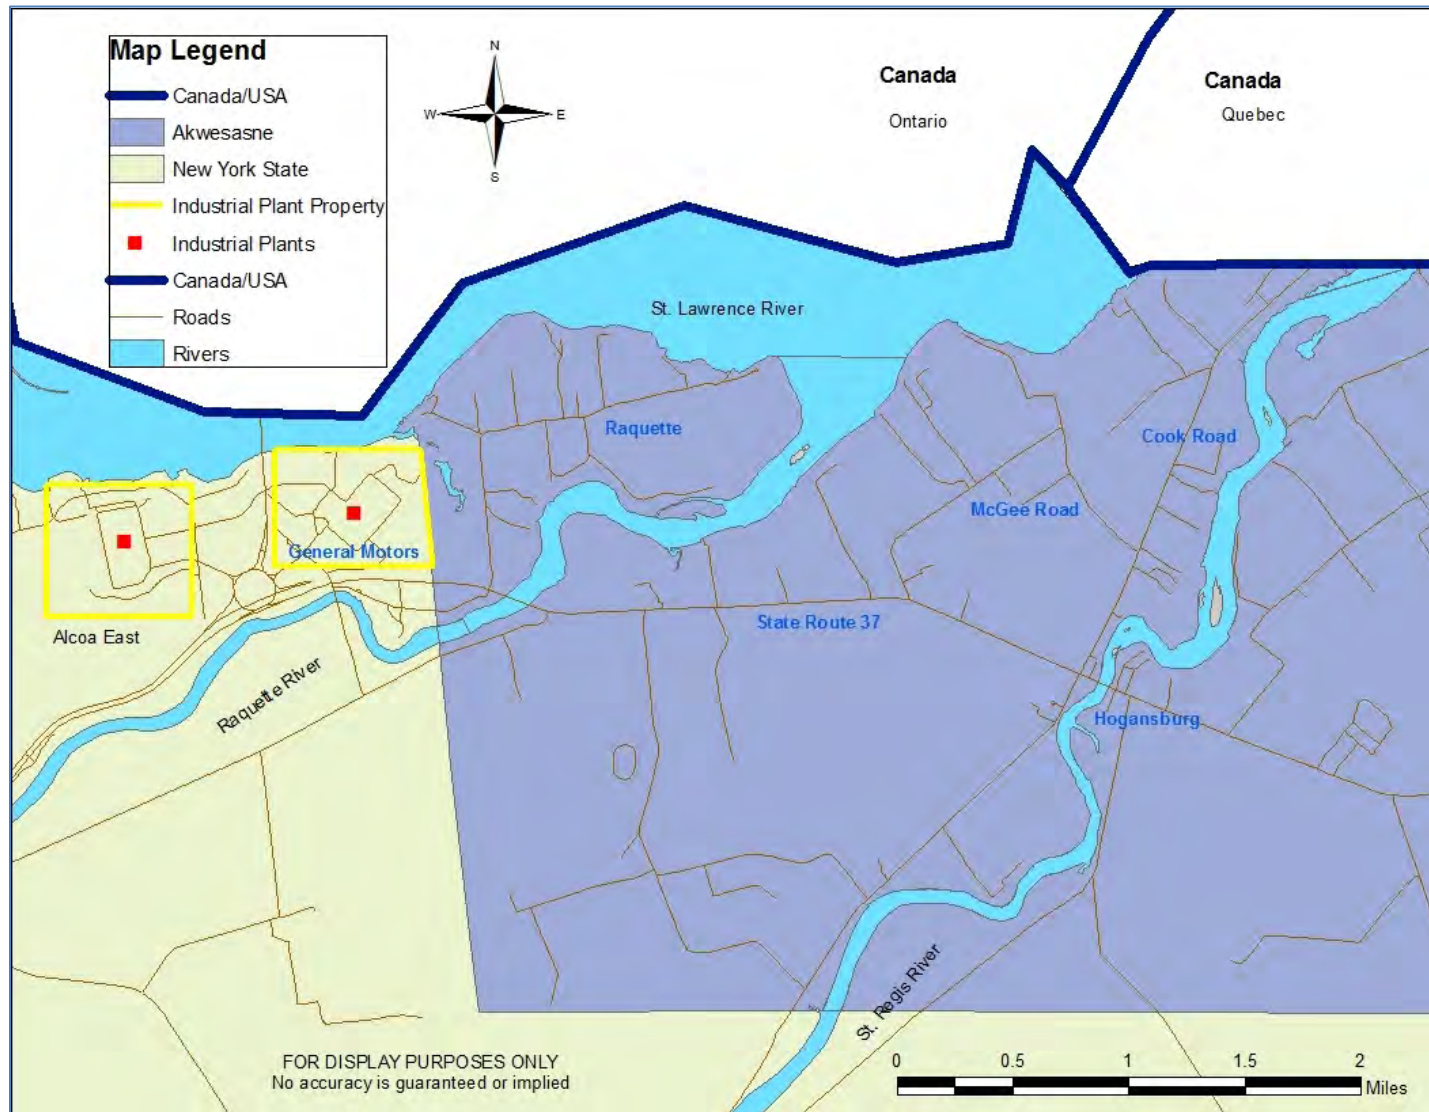 Map Legend
Canada/USA
Akwesasne
New York State
Industrial Plant Property
Industrial Plants
Canada/USA
Roads
Rivers
N
W
E
S
Canada
Ontario
Canada
Quebec
St. Lawrence River
Raquette
Cook Road
McGee Road
General Motors
State Route 37
Alcoa East
Raquette River
Hogansburg
St. Regis River
FOR DISPLAY PURPOSES ONLY
No accuracy is guaranteed or implied
0 0.5 1 1.5 2
Miles